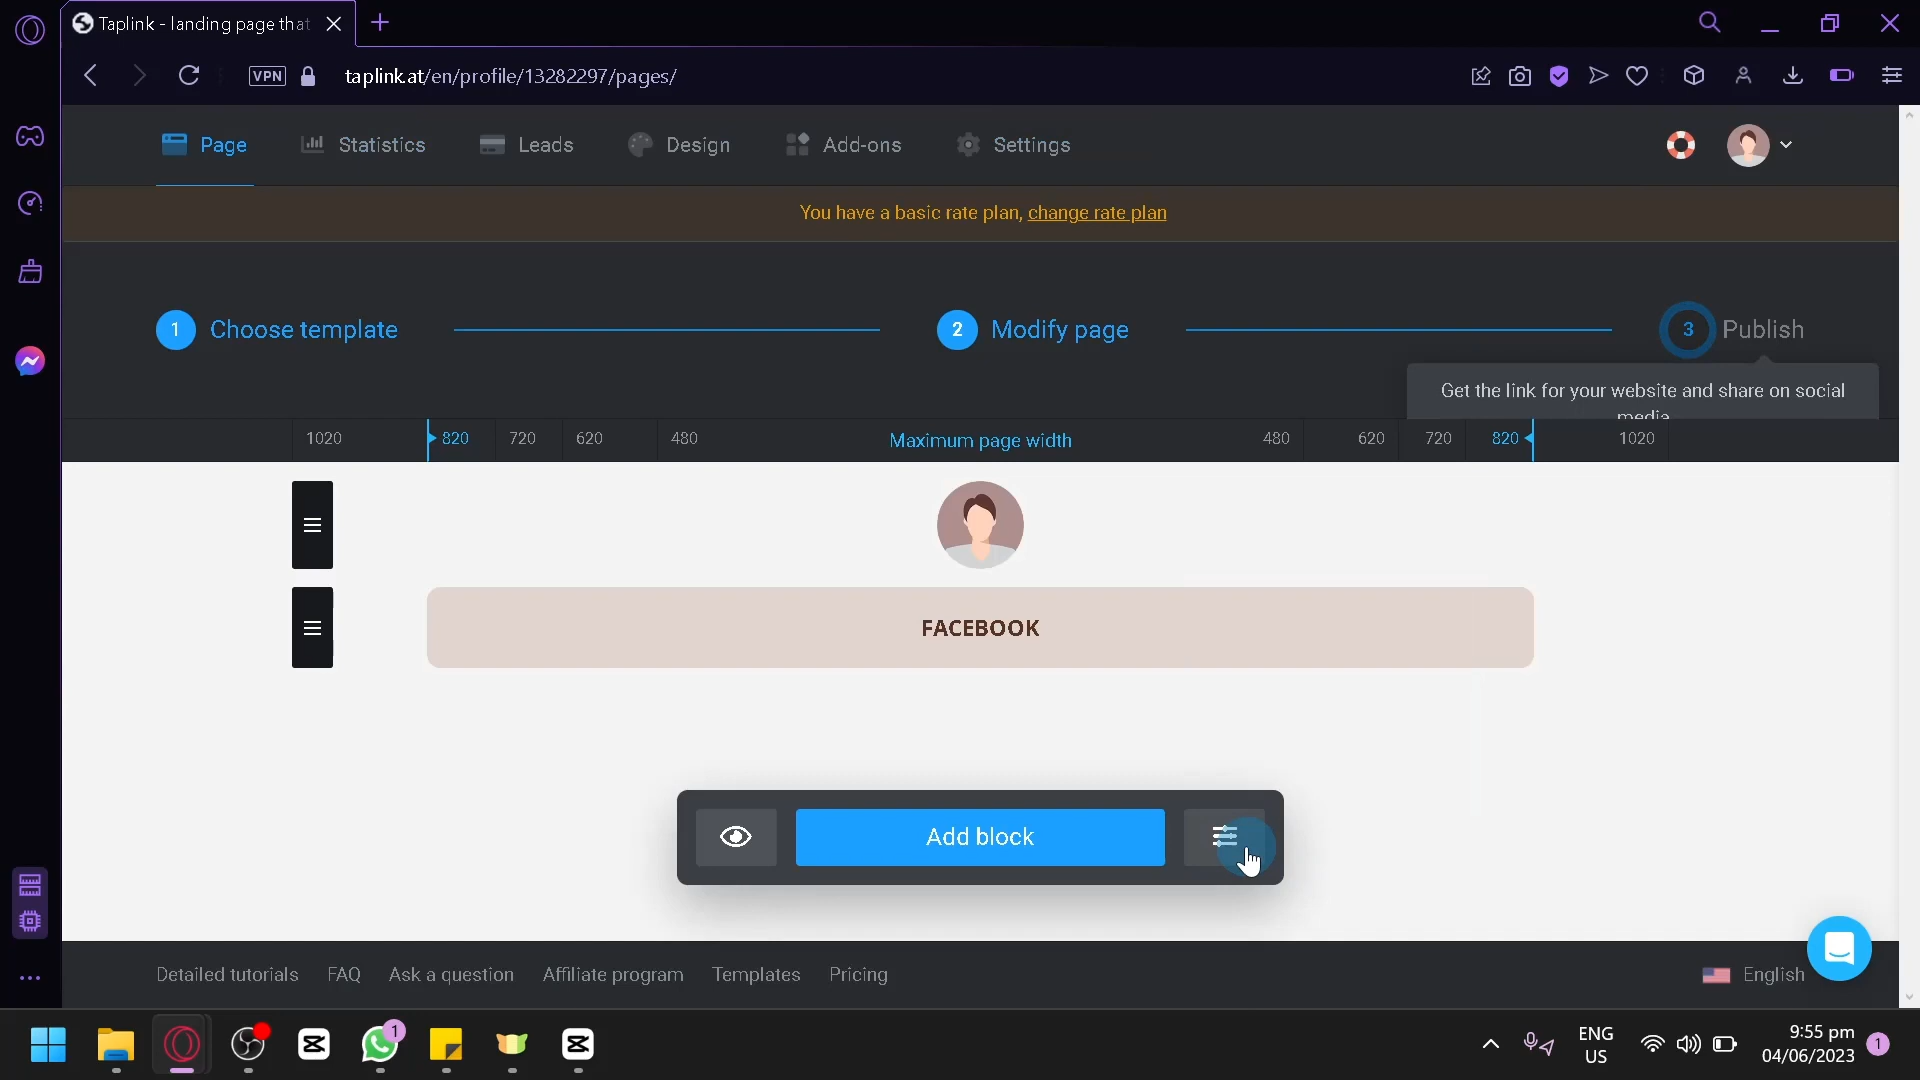 Taplink - landing page that
VPN
taplink.at/en/profile/13282297/pages/
Page
Statistics
Leads
Design
Add-ons
Settings
You have a basic rate plan, change rate plan
1 Choose template
2 Modify page
3 Publish
Get the link for your website and share on social
media
1020 820 720 620 480 Maximum page width 480 620 720 820 1020
FACEBOOK
Add block
Detailed tutorials FAQ Ask a question Affiliate program Templates Pricing
English
1
ENG
US
9:55 pm
04/06/2023
1